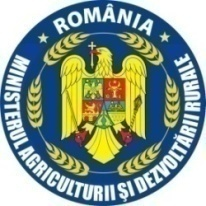 ROMÂNIA
MINISTERUL AGRICULTURII ȘI DEZVOLTĂRII RURALE